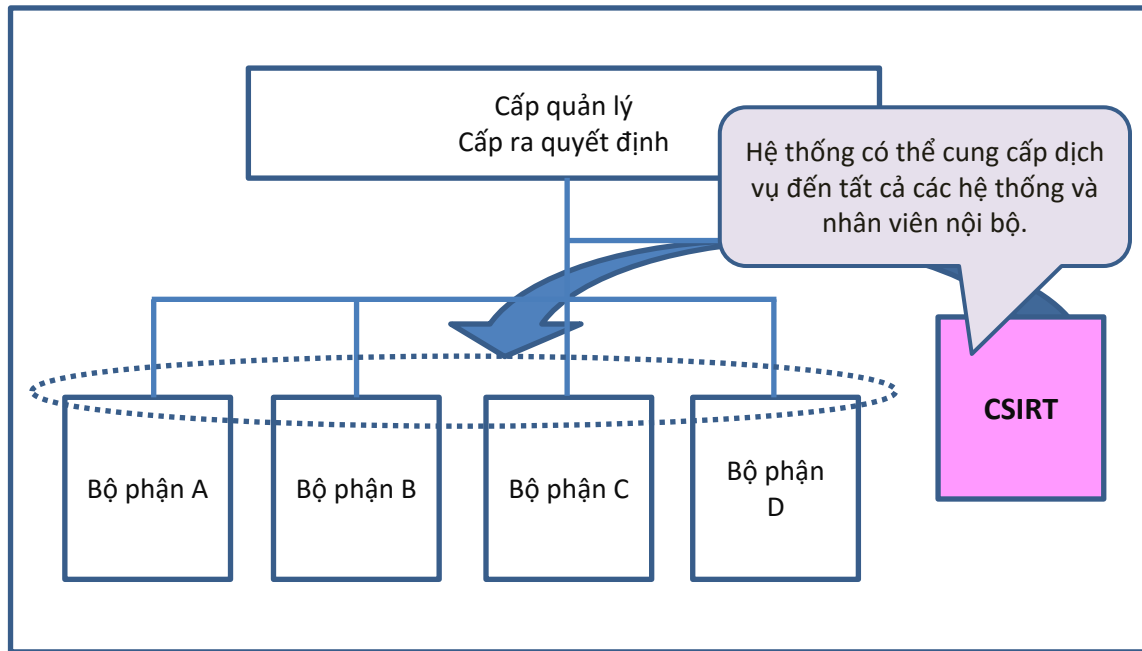 Cấp quản lý
Cấp ra quyết định
Hệ thống có thể cung cấp dịch
vụ đến tất cả các hệ thống và
nhân viên nội bộ.
CSIRT
Bộ phận A
Bộ phận B
Bộ phận C
Bộ phận
D